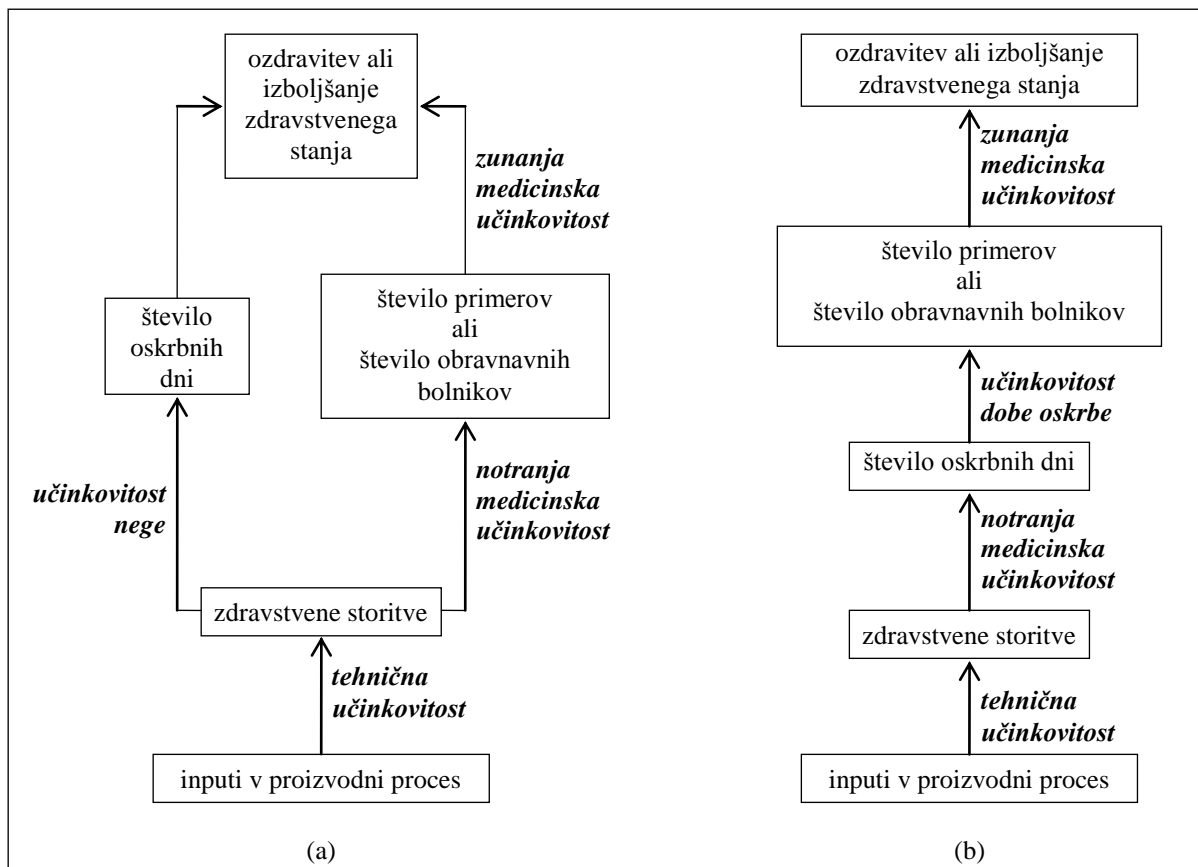 ozdravitev ali
izboljšanje
zdravstvenega
stanja
zunanja
medicinska
učinkovitost
število
oskrbnih
dni
število primerov
ali
število obravnavnih
bolnikov
učinkovitost
nege
notranja
medicinska
učinkovitost
zdravstvene storitve
tehnična
učinkovitost
inputi v proizvodni proces
(a)
ozdravitev ali izboljšanje
zdravstvenega stanja
zunanja
medicinska
učinkovitost
število primerov
ali
število obravnavnih bolnikov
učinkovitost
dobe oskrbe
število oskrbnih dni
notranja
medicinska
učinkovitost
zdravstvene storitve
tehnična
učinkovitost
inputi v proizvodni proces
(b)